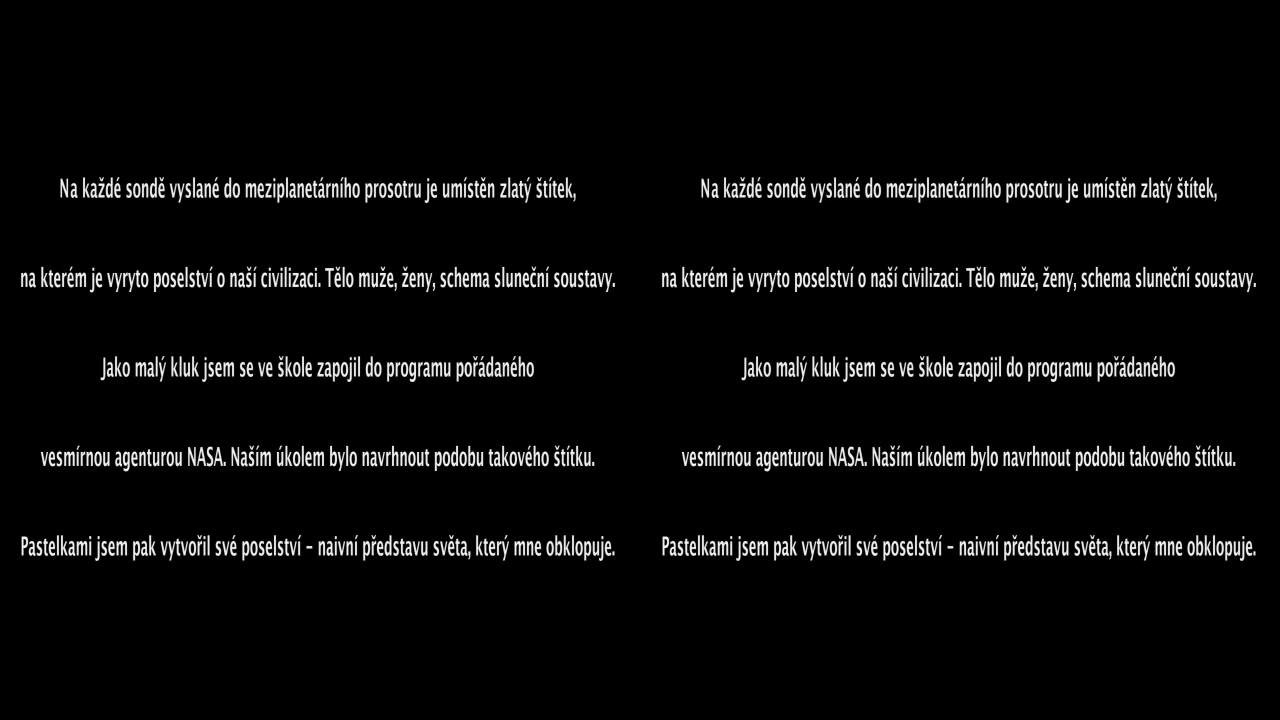 Na každé sondě vyslané do meziplanetárního prosotru je umístěn zlatý štítek,
na kterém je vyryto poselství o naší civilizaci. Tělo muže, ženy, schema sluneční soustavy.
Jako malý kluk jsem se ve škole zapojil do programu pořádaného
vesmírnou agenturou NASA. Naším úkolem bylo navrhnout podobu takového štítku.
Pastelkami jsem pak vytvořil své poselství – naivní představu světa, který mne obklopuje.
Na každé sondě vyslané do meziplanetárního prosotru je umístěn zlatý štítek,
na kterém je vyryto poselství o naší civilizaci. Tělo muže, ženy, schema sluneční soustavy.
Jako malý kluk jsem se ve škole zapojil do programu pořádaného
vesmírnou agenturou NASA. Naším úkolem bylo navrhnout podobu takového štítku.
Pastelkami jsem pak vytvořil své poselství – naivní představu světa, který mne obklopuje.